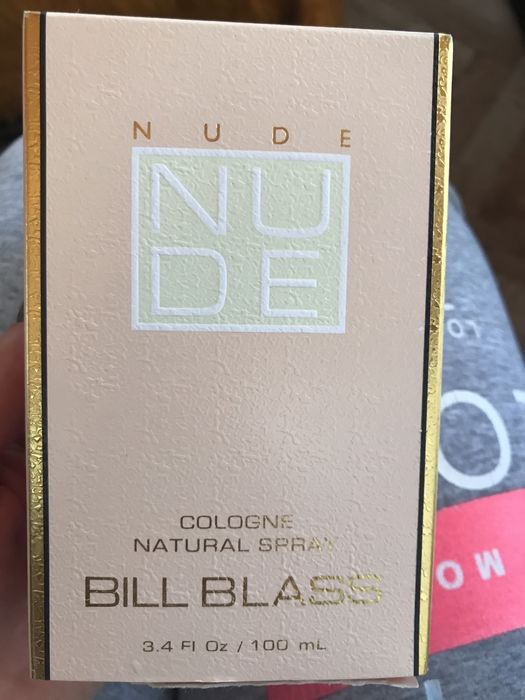 NUDE
NU
DE
COLOGNE
NATURAL SPRAY
BILL BLASS
3.4 Fl Oz / 100 mL